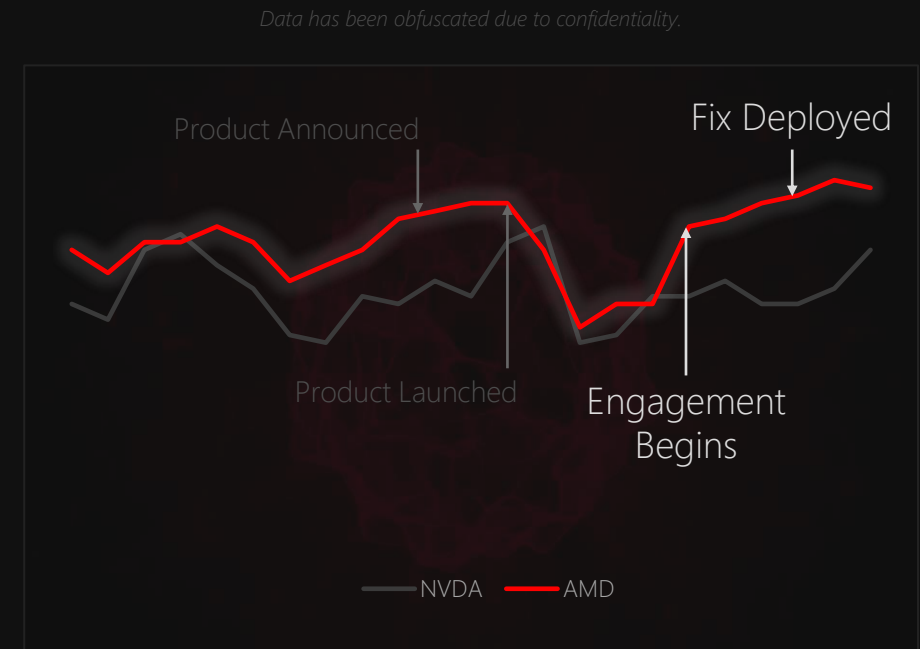 Data has been obfuscated due to confidentiality.
Product Announced
Fix Deployed
Product Launched
Engagement
Begins
NVDA
AMD